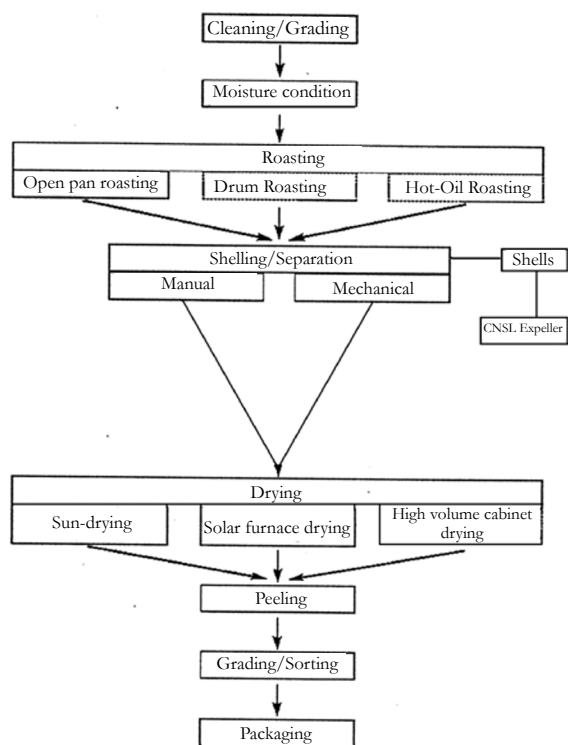 Cleaning/Grading
Moisture condition
Roasting
Open pan roasting
Drum Roasting
Hot-Oil Roasting
Shelling/Separation
Shells
Manual
Mechanical
CNSL Expeller
Drying
Sun-drying
Solar furnace drying
High volume cabinet
drying
Peeling
Grading/Sorting
Packaging